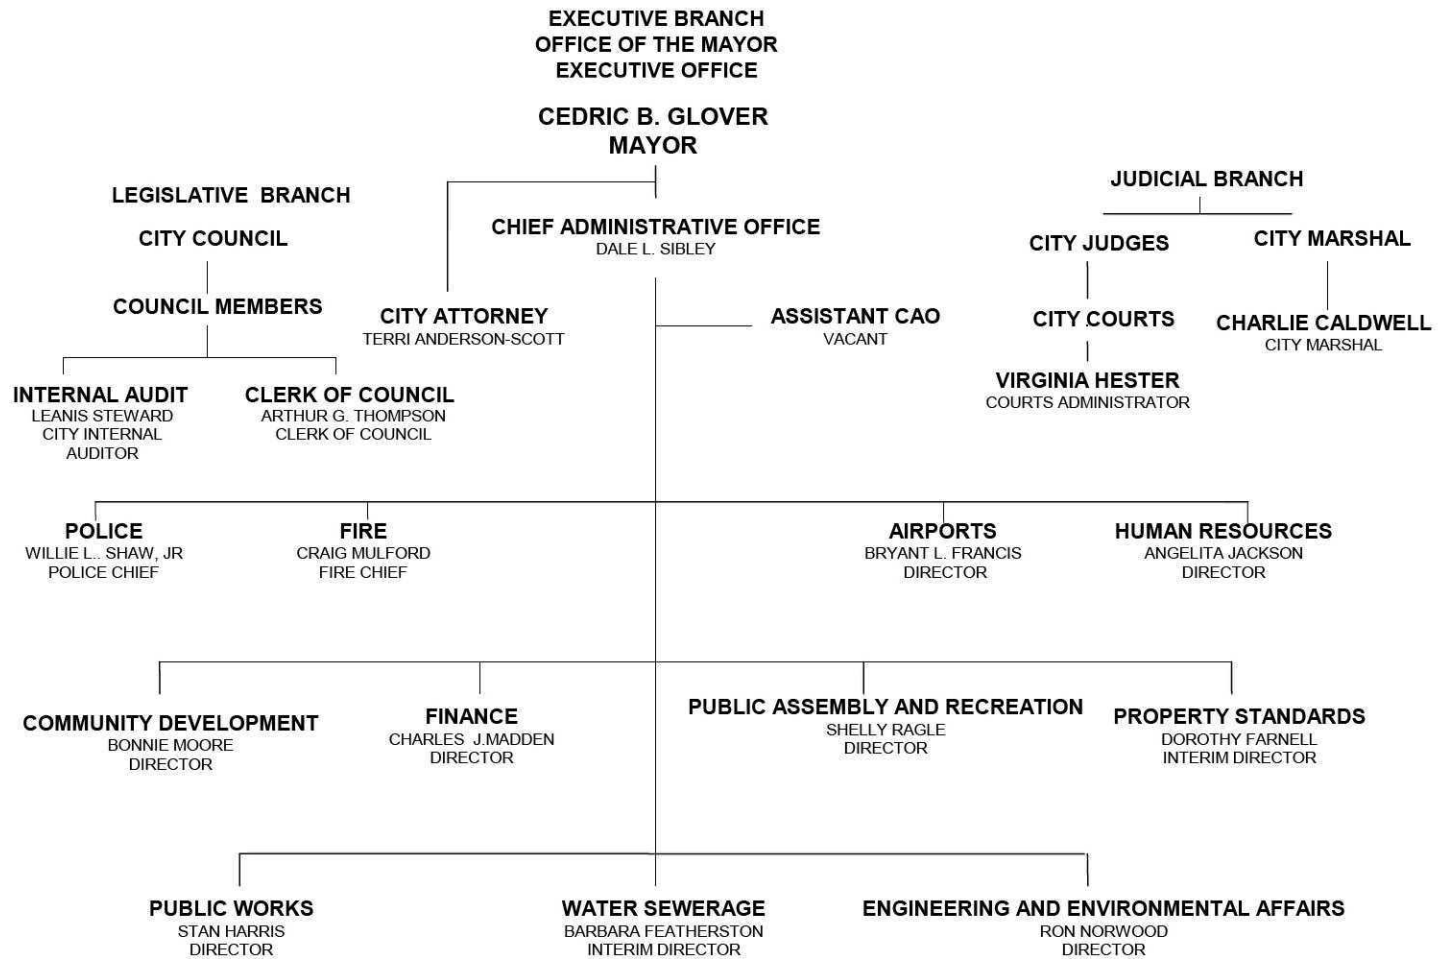 EXECUTIVE BRANCH
OFFICE OF THE MAYOR
EXECUTIVE OFFICE
CEDRIC B. GLOVER
MAYOR
LEGISLATIVE BRANCH
CITY COUNCIL
COUNCIL MEMBERS
INTERNAL AUDIT
LEANIS STEWARD
CITY INTERNAL
AUDITOR
CLERK OF COUNCIL
ARTHUR G. THOMPSON
CLERK OF COUNCIL
CHIEF ADMINISTRATIVE OFFICE
DALE L. SIBLEY
CITY ATTORNEY
TERRI ANDERSON-SCOTT
ASSISTANT CAO
VACANT
JUDICIAL BRANCH
CITY JUDGES
CITY COURTS
VIRGINIA HESTER
COURTS ADMINISTRATOR
CITY MARSHAL
CHARLIE CALDWELL
CITY MARSHAL
POLICE
WILLIE L.. SHAW, JR
POLICE CHIEF
FIRE
CRAIG MULFORD
FIRE CHIEF
AIRPORTS
BRYANT L. FRANCIS
DIRECTOR
HUMAN RESOURCES
ANGELITA JACKSON
DIRECTOR
COMMUNITY DEVELOPMENT
BONNIE MOORE
DIRECTOR
FINANCE
CHARLES J.MADDEN
DIRECTOR
PUBLIC ASSEMBLY AND RECREATION
SHELLY RAGLE
DIRECTOR
PROPERTY STANDARDS
DOROTHY FARNELL
INTERIM DIRECTOR
PUBLIC WORKS
STAN HARRIS
DIRECTOR
WATER SEWERAGE
BARBARA FEATHERSTON
INTERIM DIRECTOR
ENGINEERING AND ENVIRONMENTAL AFFAIRS
RON NORWOOD
DIRECTOR